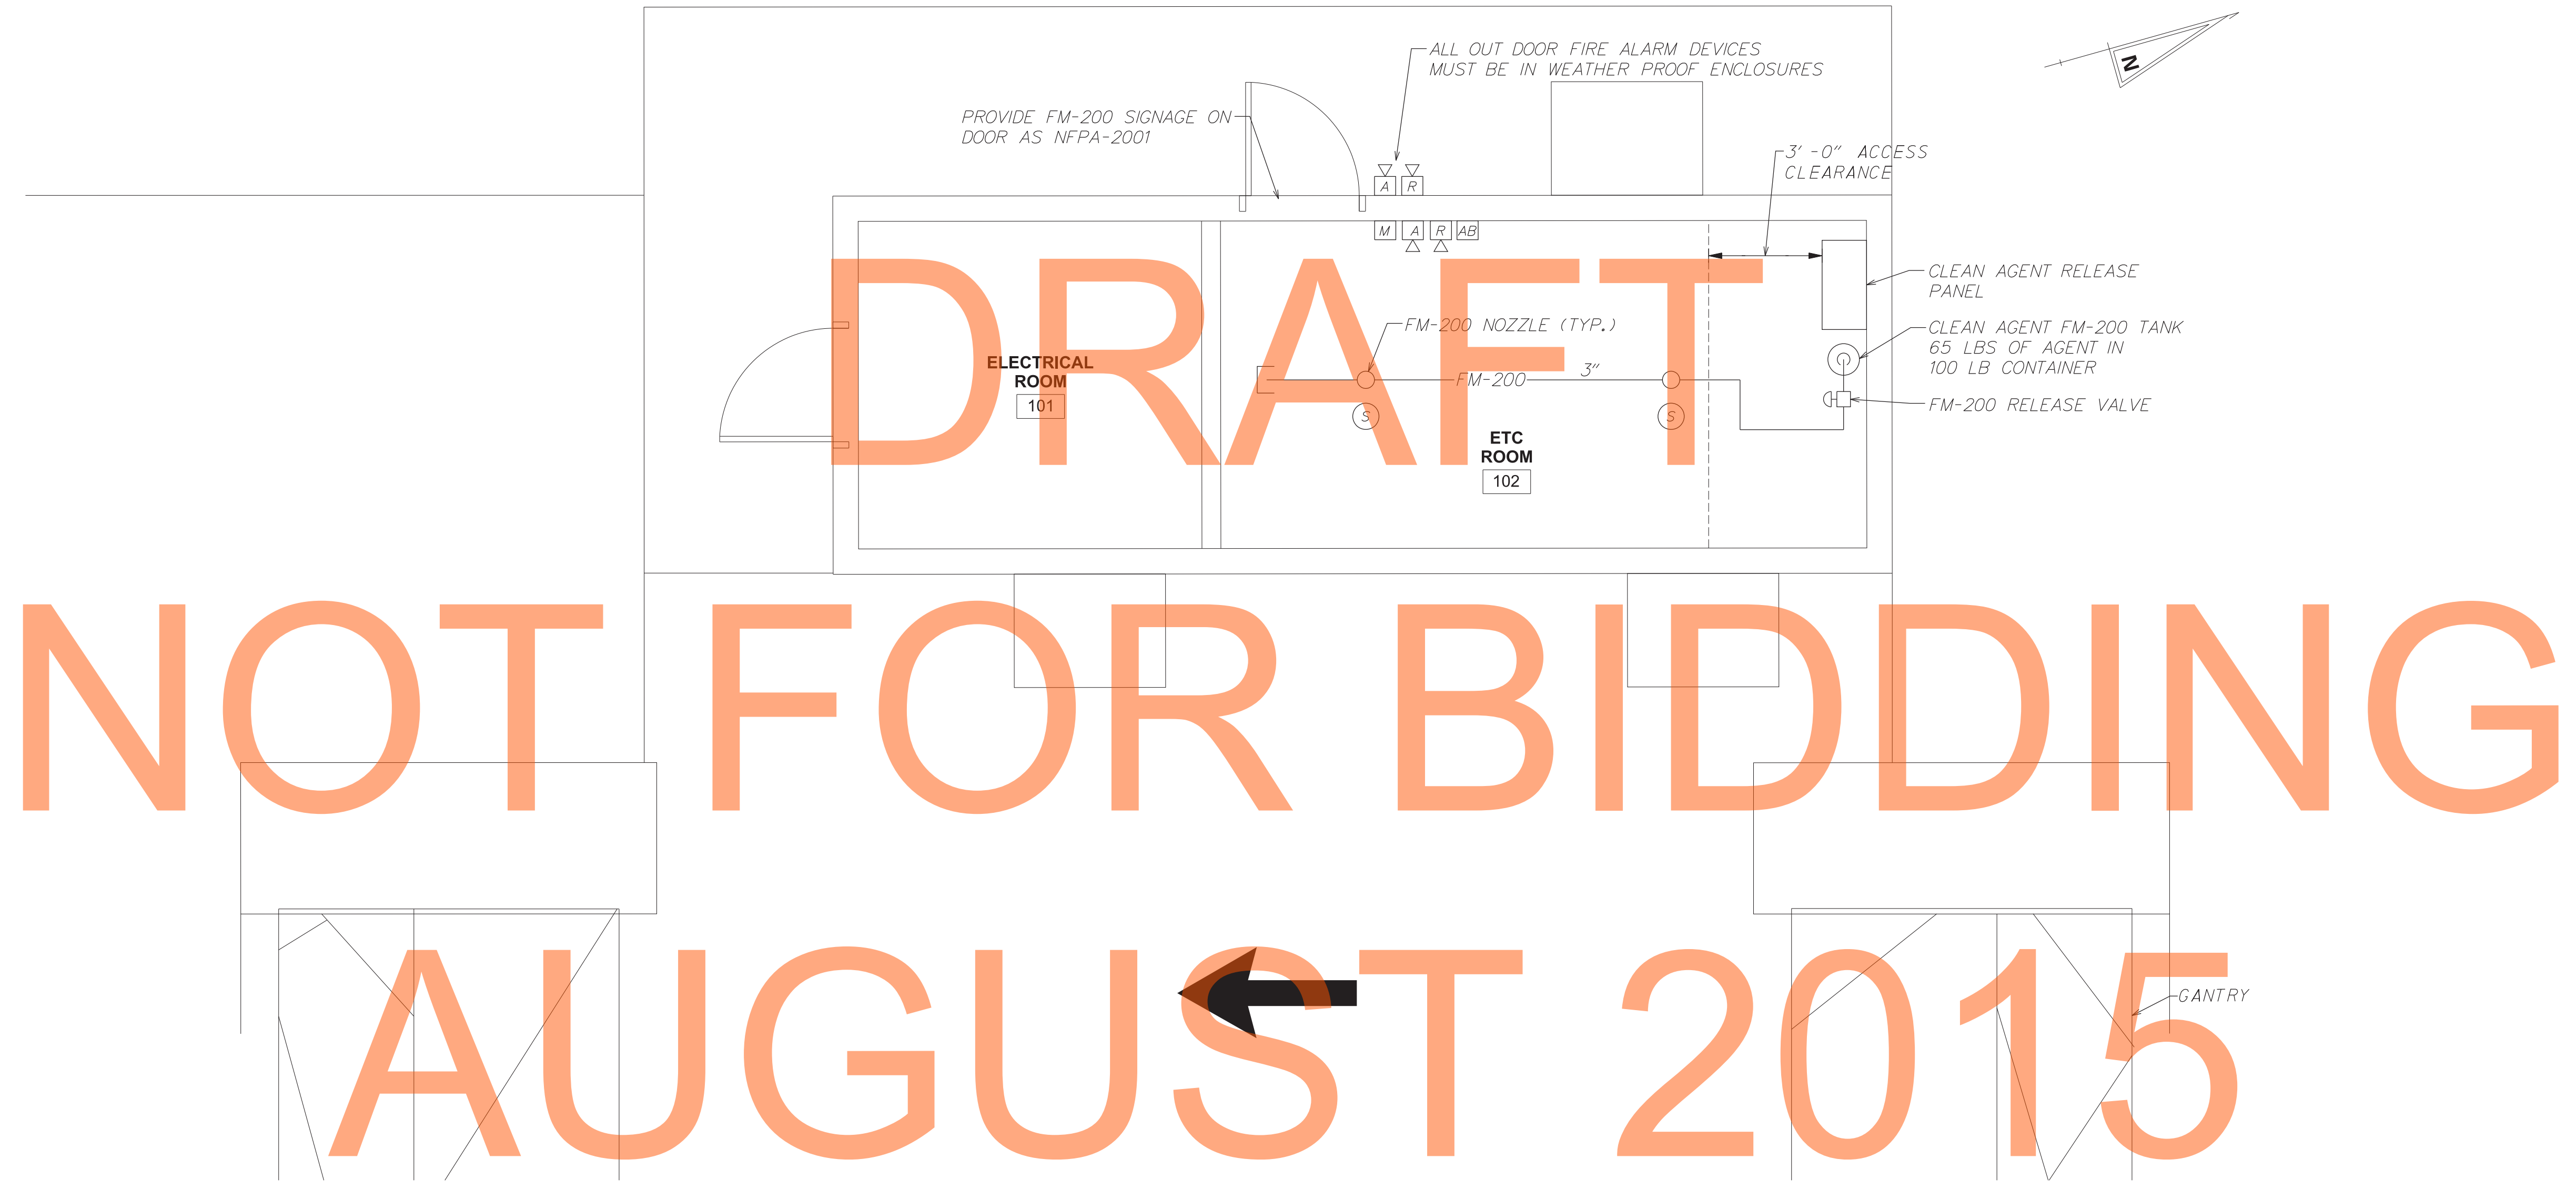 ALL OUT DOOR FIRE ALARM DEVICES
MUST BE IN WEATHER PROOF ENCLOSURES
N
PROVIDE FM-200 SIGNAGE ON
DOOR AS NFPA-2001
3'-0" ACCESS
CLEARANCE
A R
M A R AB
CLEAN AGENT RELEASE
PANEL
FM-200 NOZZLE (TYP.)
CLEAN AGENT FM-200 TANK
65 LBS OF AGENT IN
100 LB CONTAINER
ELECTRICAL
ROOM
101
FM-200 3"
FM-200 RELEASE VALVE
S S
ETC
ROOM
102
DRAFT
NOT FOR BIDDING
AUGUST 2015
GANTRY